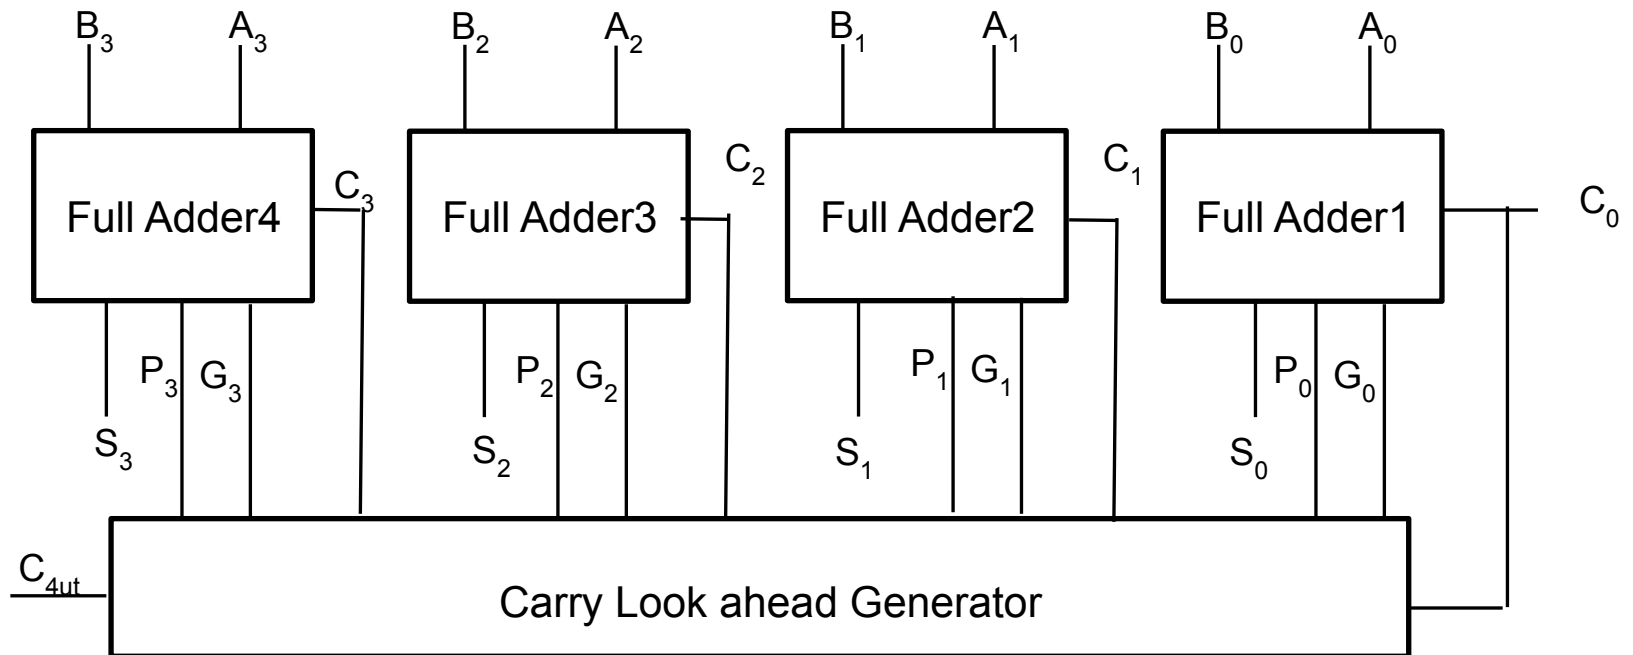 B3 A3 B2 A2 B1 A1 B0 A0
C3 C2 C1 C0
Full Adder4 Full Adder3 Full Adder2 Full Adder1
P3 G3 P2 G2 P1 G1 P0 G0
S3 S2 S1 S0
C4ut
Carry Look ahead Generator